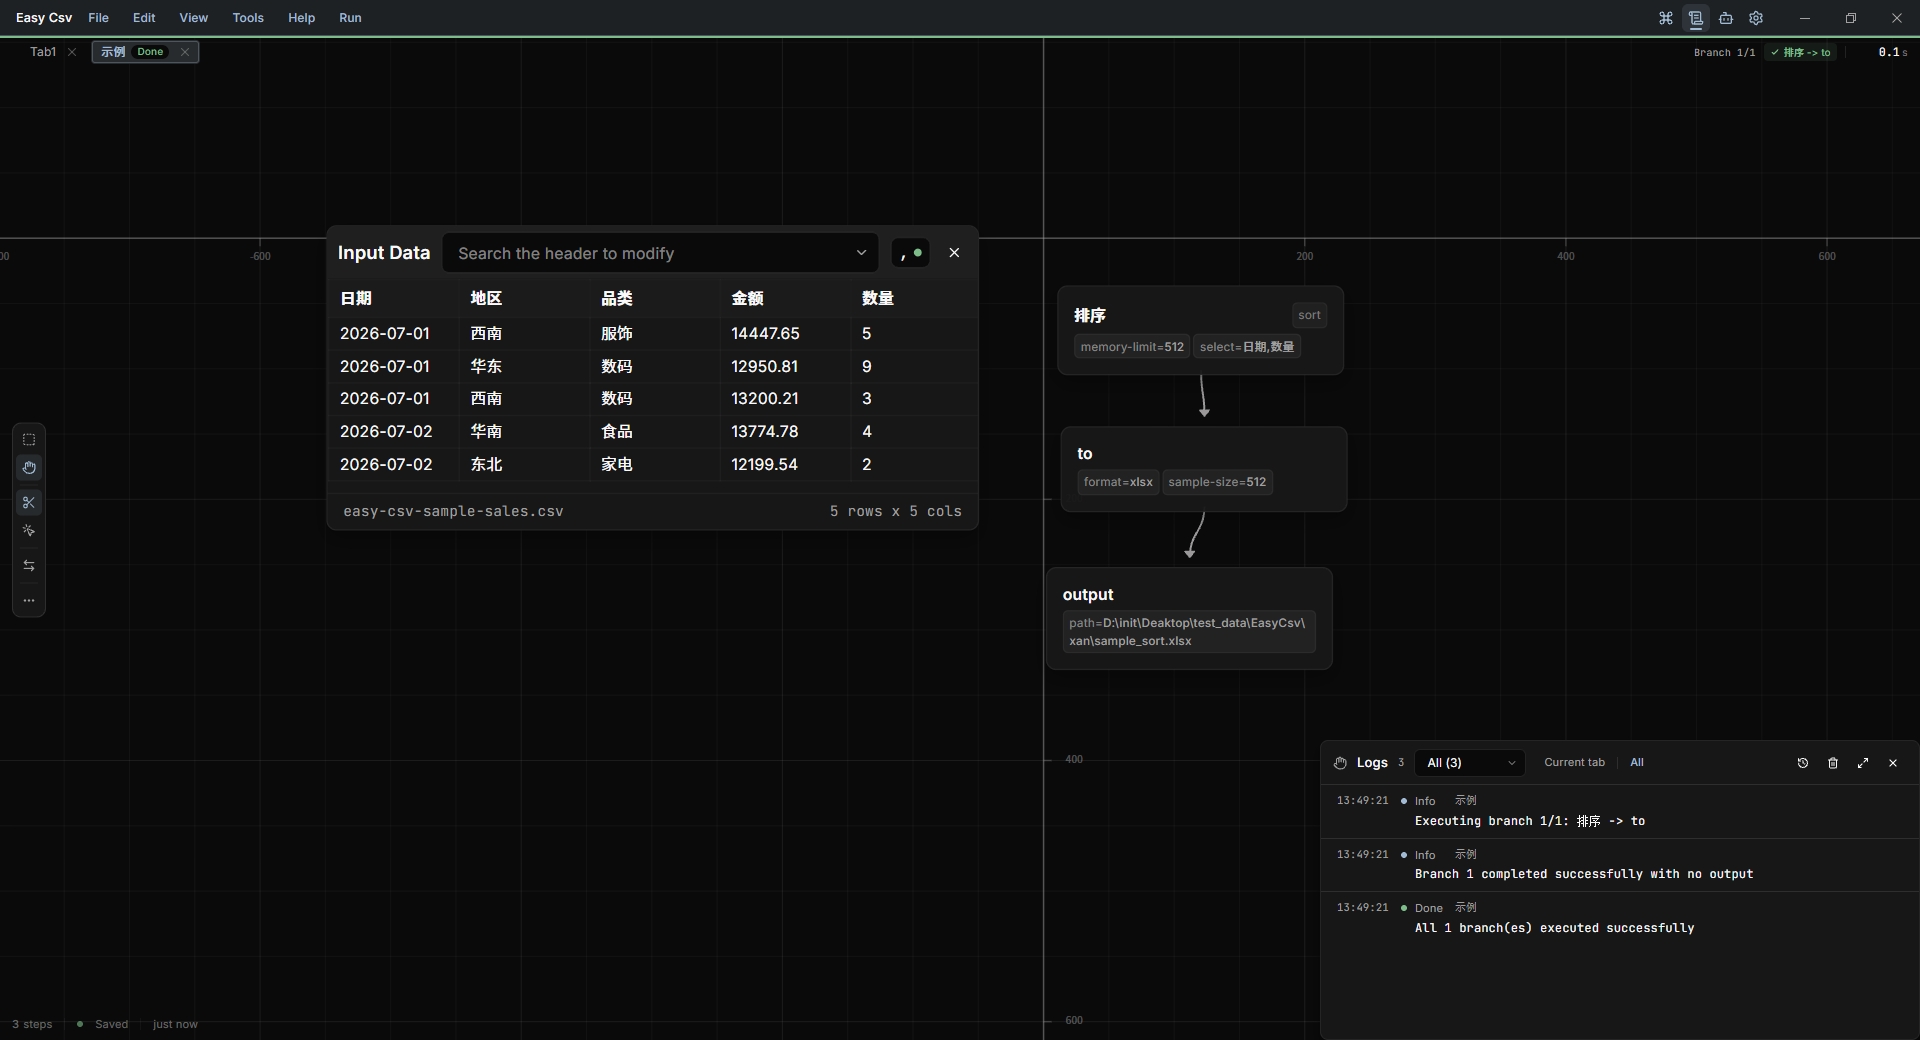 Easy Csv File Edit View Tools Help Run
Tab1 示例 Done Branch 1/1 ✓ 排序 -> to 0.1s
-600 200 400 600
Input Data Search the header to modify ,
日期 地区 品类 金额 数量
2026-07-01 西南 服饰 14447.65 5
2026-07-01 华东 数码 12950.81 9
2026-07-01 西南 数码 13200.21 3
2026-07-02 华南 食品 13774.78 4
2026-07-02 东北 家电 12199.54 2
easy-csv-sample-sales.csv 5 rows x 5 cols
排序 sort
memory-limit=512 select=日期,数量
to
format=xlsx sample-size=512
output
path=D:\init\Deaktop\test_data\EasyCsv\
xan\sample_sort.xlsx
400
600
Logs 3 All (3) Current tab All
13:49:21 Info 示例
Executing branch 1/1: 排序 -> to
13:49:21 Info 示例
Branch 1 completed successfully with no output
13:49:21 Done 示例
All 1 branch(es) executed successfully
3 steps Saved just now